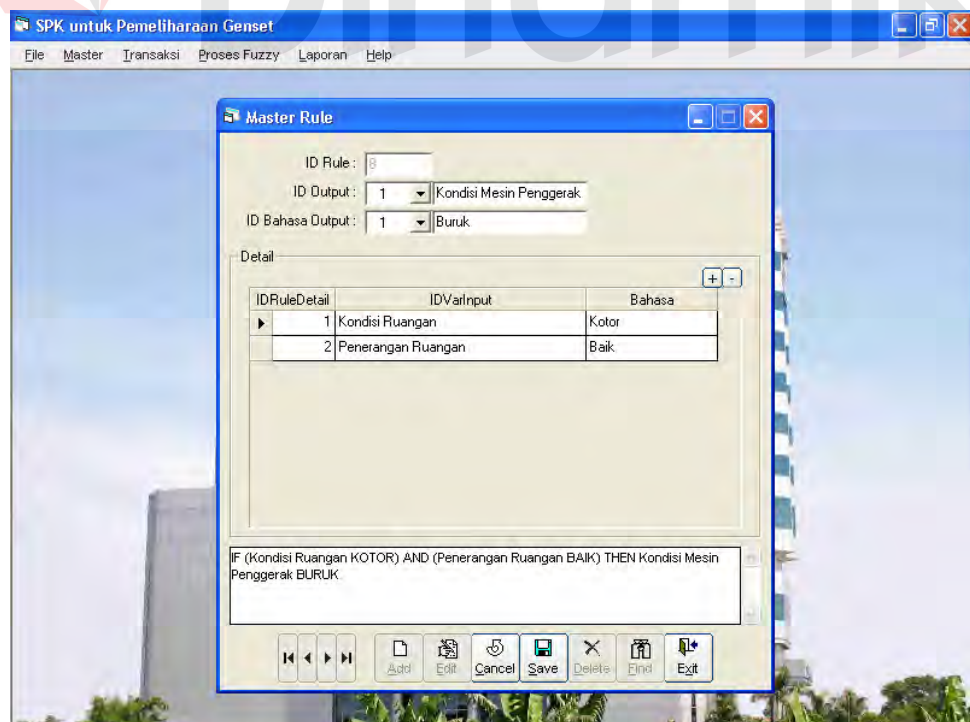 SPK untuk Pemeliharaan Genset
File Master Transaksi Proses Fuzzy Laporan Help
Master Rule
ID Rule : 8
ID Output : 1 Kondisi Mesin Penggerak
ID Bahasa Output : 1 Buruk
Detail
+ -
IDRuleDetail IDVarInput Bahasa
1 Kondisi Ruangan Kotor
2 Penerangan Ruangan Baik
IF (Kondisi Ruangan KOTOR) AND (Penerangan Ruangan BAIK) THEN Kondisi Mesin
Penggerak BURUK
Add Edit Cancel Save Delete Find Exit